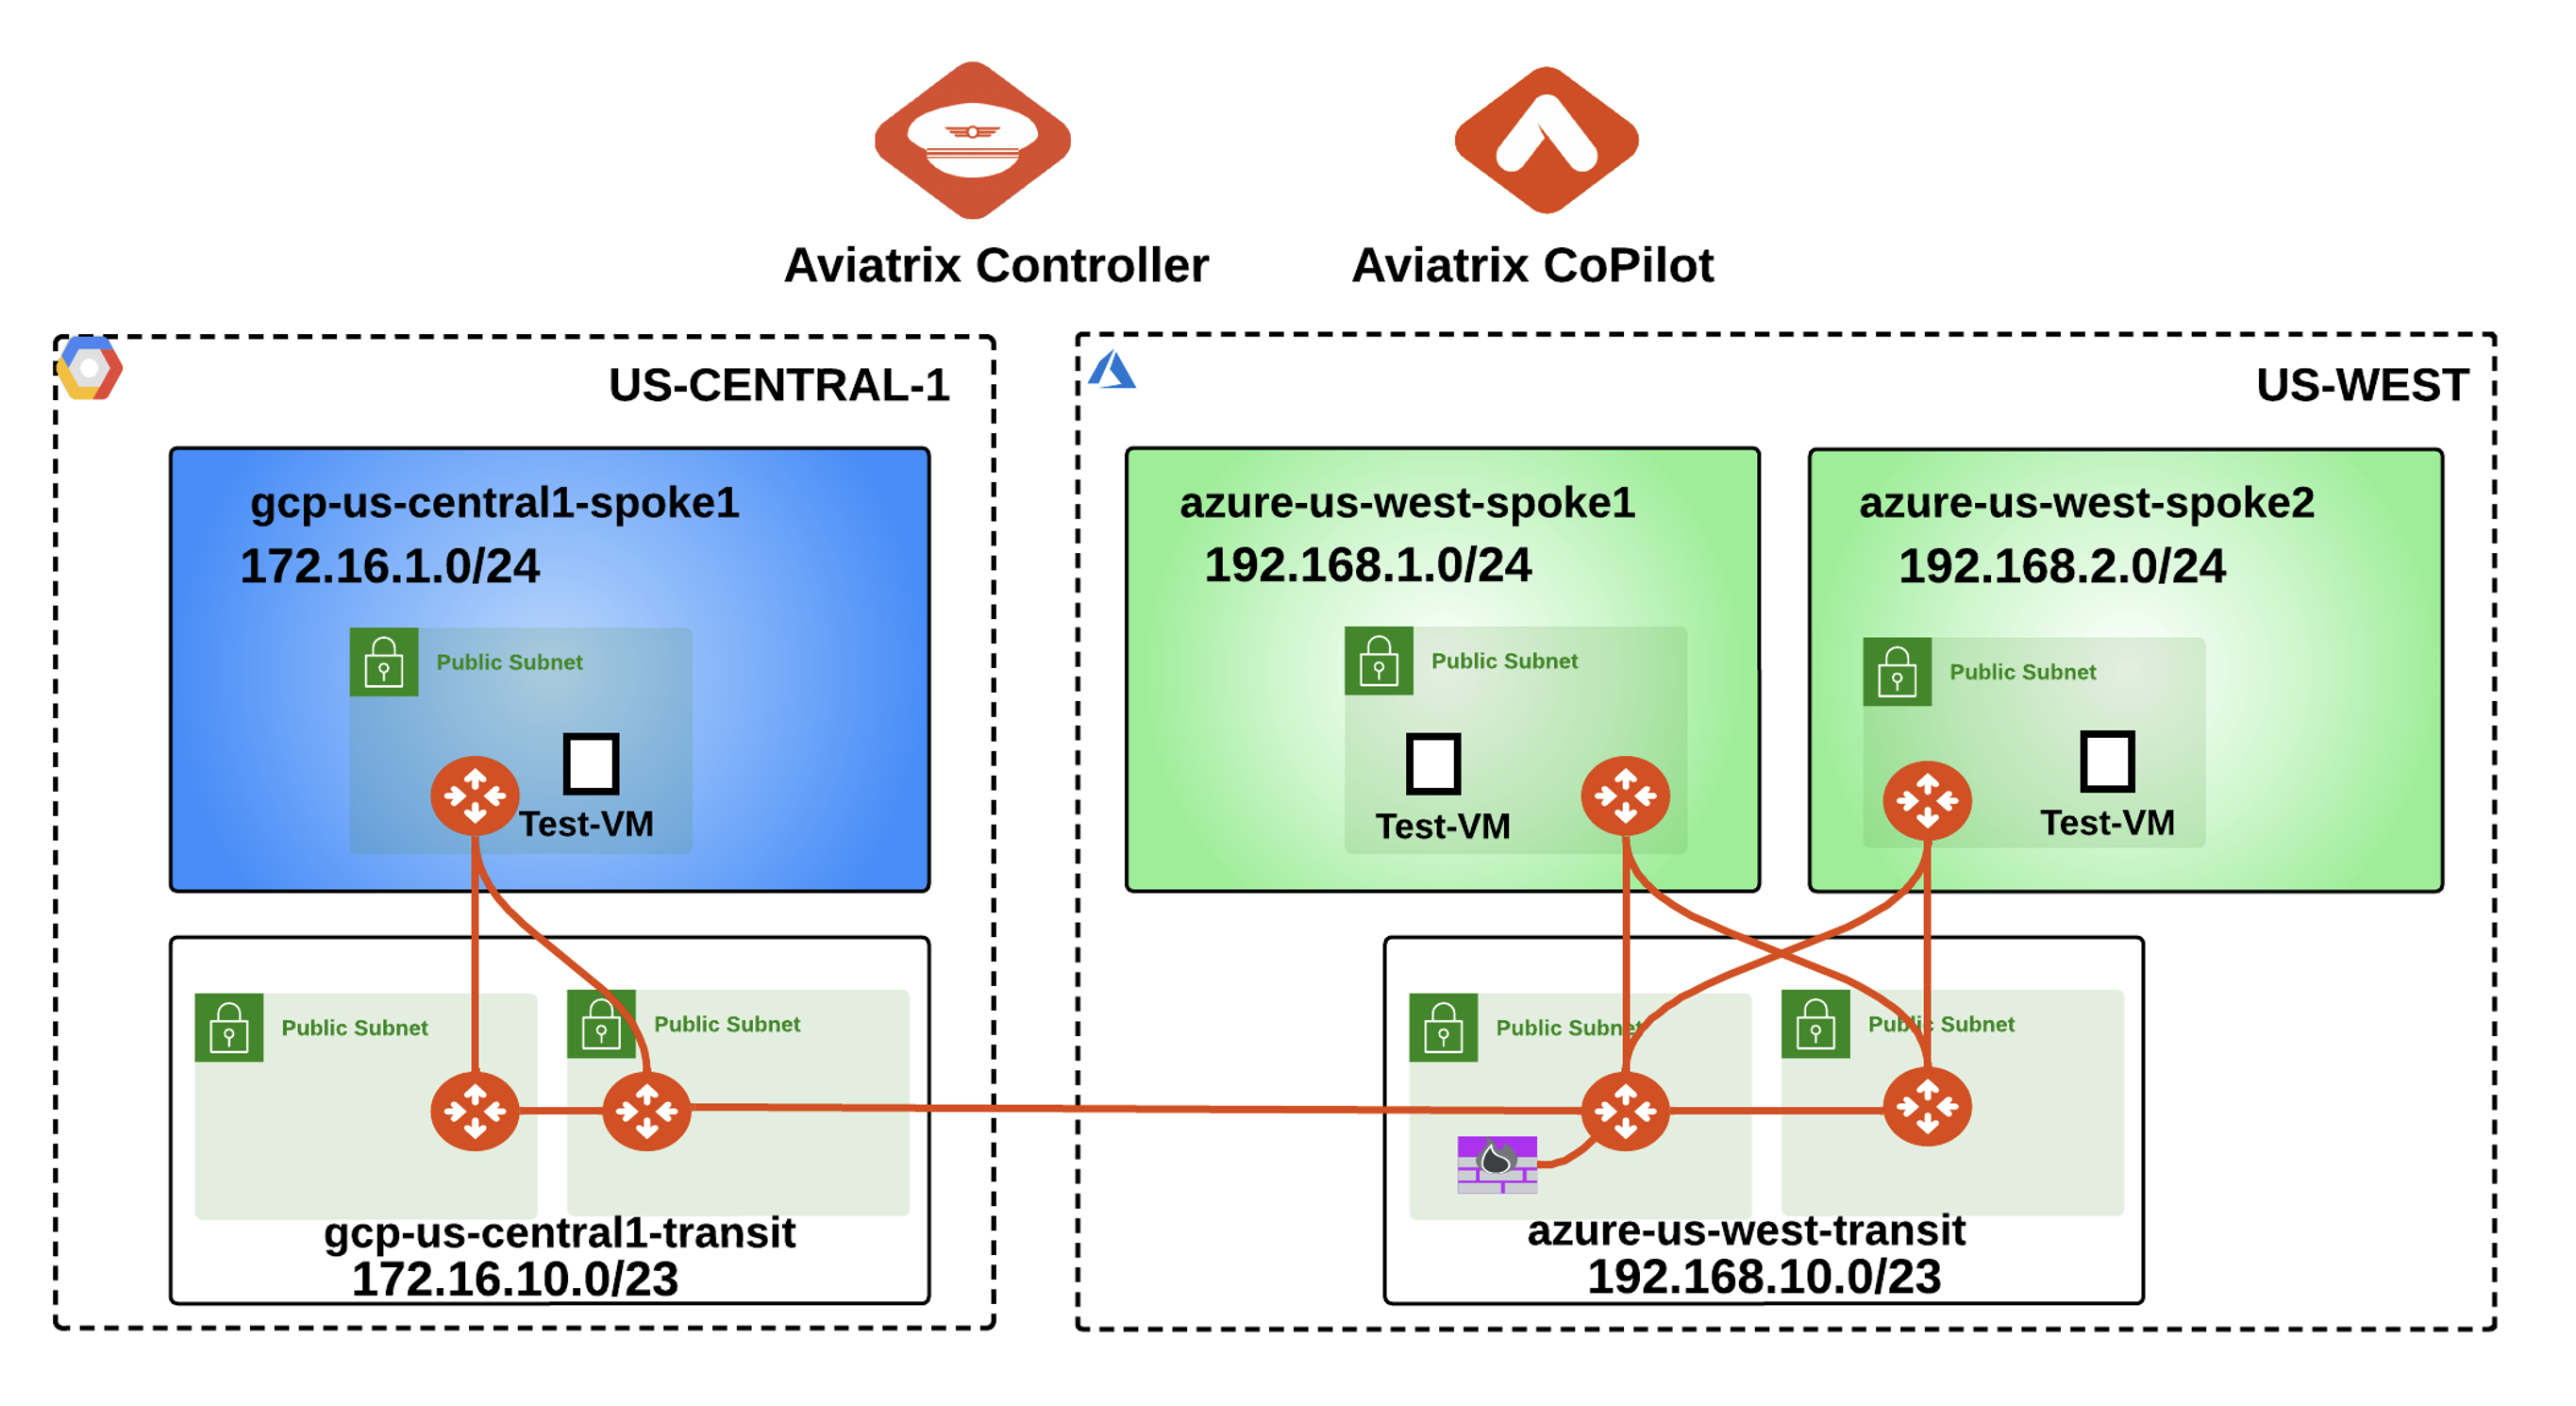 Aviatrix Controller
Aviatrix CoPilot
US-CENTRAL-1
gcp-us-central1-spoke1
172.16.1.0/24
Public Subnet
Test-VM
Public Subnet
Public Subnet
gcp-us-central1-transit
172.16.10.0/23
US-WEST
azure-us-west-spoke1
192.168.1.0/24
Public Subnet
Test-VM
azure-us-west-spoke2
192.168.2.0/24
Public Subnet
Test-VM
Public Subnet
Public Subnet
azure-us-west-transit
192.168.10.0/23